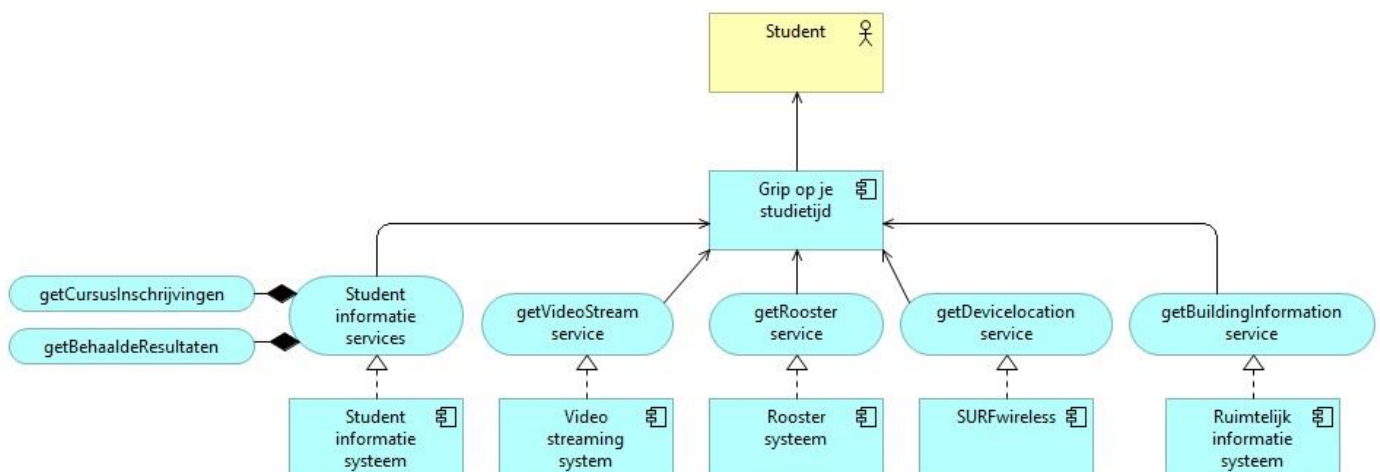 Student
Grip op je
studietijd
getCursusInschrijvingen
getBehaaldeResultaten
Student
informatie
services
getVideoStream
service
getRooster
service
getDevicelocation
service
getBuildingInformation
service
Student
informatie
systeem
Video
streaming
system
Rooster
systeem
SURFwireless
Ruimtelijk
informatie
systeem